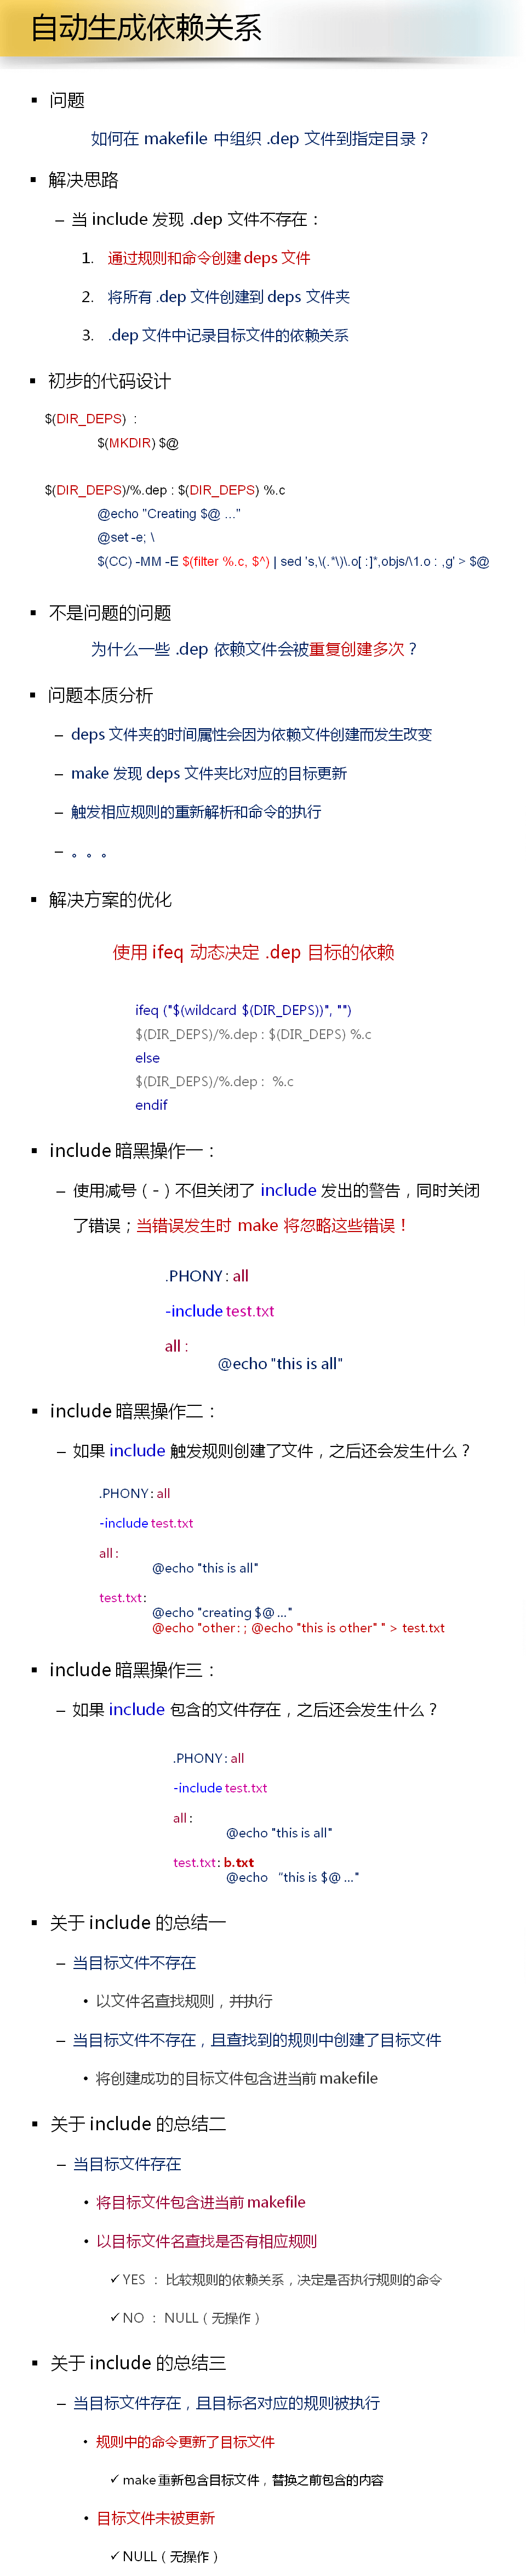 自动生成依赖关系
▪ 问题
如何在 makefile 中组织 .dep 文件到指定目录？
▪ 解决思路
– 当 include 发现 .dep 文件不存在：
1. 通过规则和命令创建 deps 文件
2. 将所有 .dep 文件创建到 deps 文件夹
3. .dep 文件中记录目标文件的依赖关系
▪ 初步的代码设计
$(DIR_DEPS) :
$(MKDIR) $@
$(DIR_DEPS)/%.dep : $(DIR_DEPS) %.c
@echo "Creating $@ ..."
@set -e; \
$(CC) -MM -E $(filter %.c, $^) | sed 's,\(.*\)\.o[ :]*,objs/\1.o : ,g' > $@
▪ 不是问题的问题
为什么一些 .dep 依赖文件会被重复创建多次？
▪ 问题本质分析
– deps 文件夹的时间属性会因为依赖文件创建而发生改变
– make 发现 deps 文件夹比对应的目标更新
– 触发相应规则的重新解析和命令的执行
– 。。。
▪ 解决方案的优化
使用 ifeq 动态决定 .dep 目标的依赖
ifeq ("$(wildcard $(DIR_DEPS))", "")
$(DIR_DEPS)/%.dep : $(DIR_DEPS) %.c
else
$(DIR_DEPS)/%.dep : %.c
endif
▪ include 暗黑操作一：
– 使用减号（-）不但关闭了 include 发出的警告，同时关闭
了错误；当错误发生时 make 将忽略这些错误！
.PHONY : all
-include test.txt
all :
@echo "this is all"
▪ include 暗黑操作二：
– 如果 include 触发规则创建了文件，之后还会发生什么？
.PHONY : all
-include test.txt
all :
@echo "this is all"
test.txt :
@echo "creating $@ ..."
@echo "other : ; @echo "this is other" " > test.txt
▪ include 暗黑操作三：
– 如果 include 包含的文件存在，之后还会发生什么？
.PHONY : all
-include test.txt
all :
@echo "this is all"
test.txt : b.txt
@echo “this is $@ ..."
▪ 关于 include 的总结一
– 当目标文件不存在
• 以文件名查找规则，并执行
– 当目标文件不存在，且查找到的规则中创建了目标文件
• 将创建成功的目标文件包含进当前 makefile
▪ 关于 include 的总结二
– 当目标文件存在
• 将目标文件包含进当前 makefile
• 以目标文件名查找是否有相应规则
✓ YES ： 比较规则的依赖关系，决定是否执行规则的命令
✓ NO ： NULL（无操作）
▪ 关于 include 的总结三
– 当目标文件存在，且目标名对应的规则被执行
• 规则中的命令更新了目标文件
✓ make 重新包含目标文件，替换之前包含的内容
• 目标文件未被更新
✓ NULL（无操作）